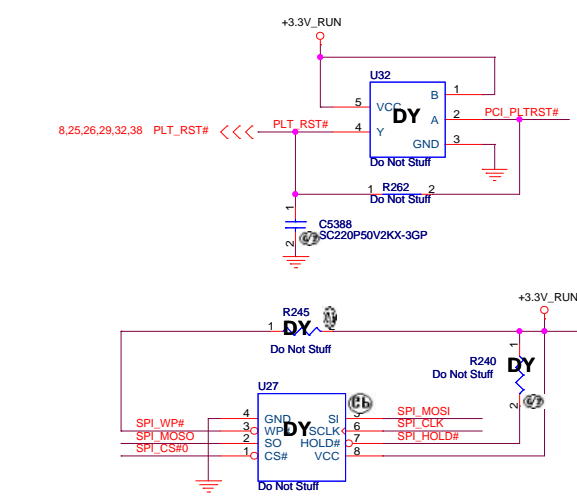 +3.3V_RUN
U32
B 1
5 VCC
DY
A 2 PCI_PLTRST#
8,25,26,29,32,38 PLT_RST#
PLT_RST# 4 Y
GND 3
Do Not Stuff
1 R262 2
Do Not Stuff
1
C5388
2
SC220P50V2KX-3GP
+3.3V_RUN
R245
1 DY
Do Not Stuff
1
R240
DY
Do Not Stuff
2
U27
4 GND
SI 5 SPI_MOSI
SPI_WP# 3 WP#
DY
SCLK 6 SPI_CLK
SPI_MOSO 2 SO
HOLD# 7 SPI_HOLD#
SPI_CS#0 1 CS#
VCC 8
Do Not Stuff